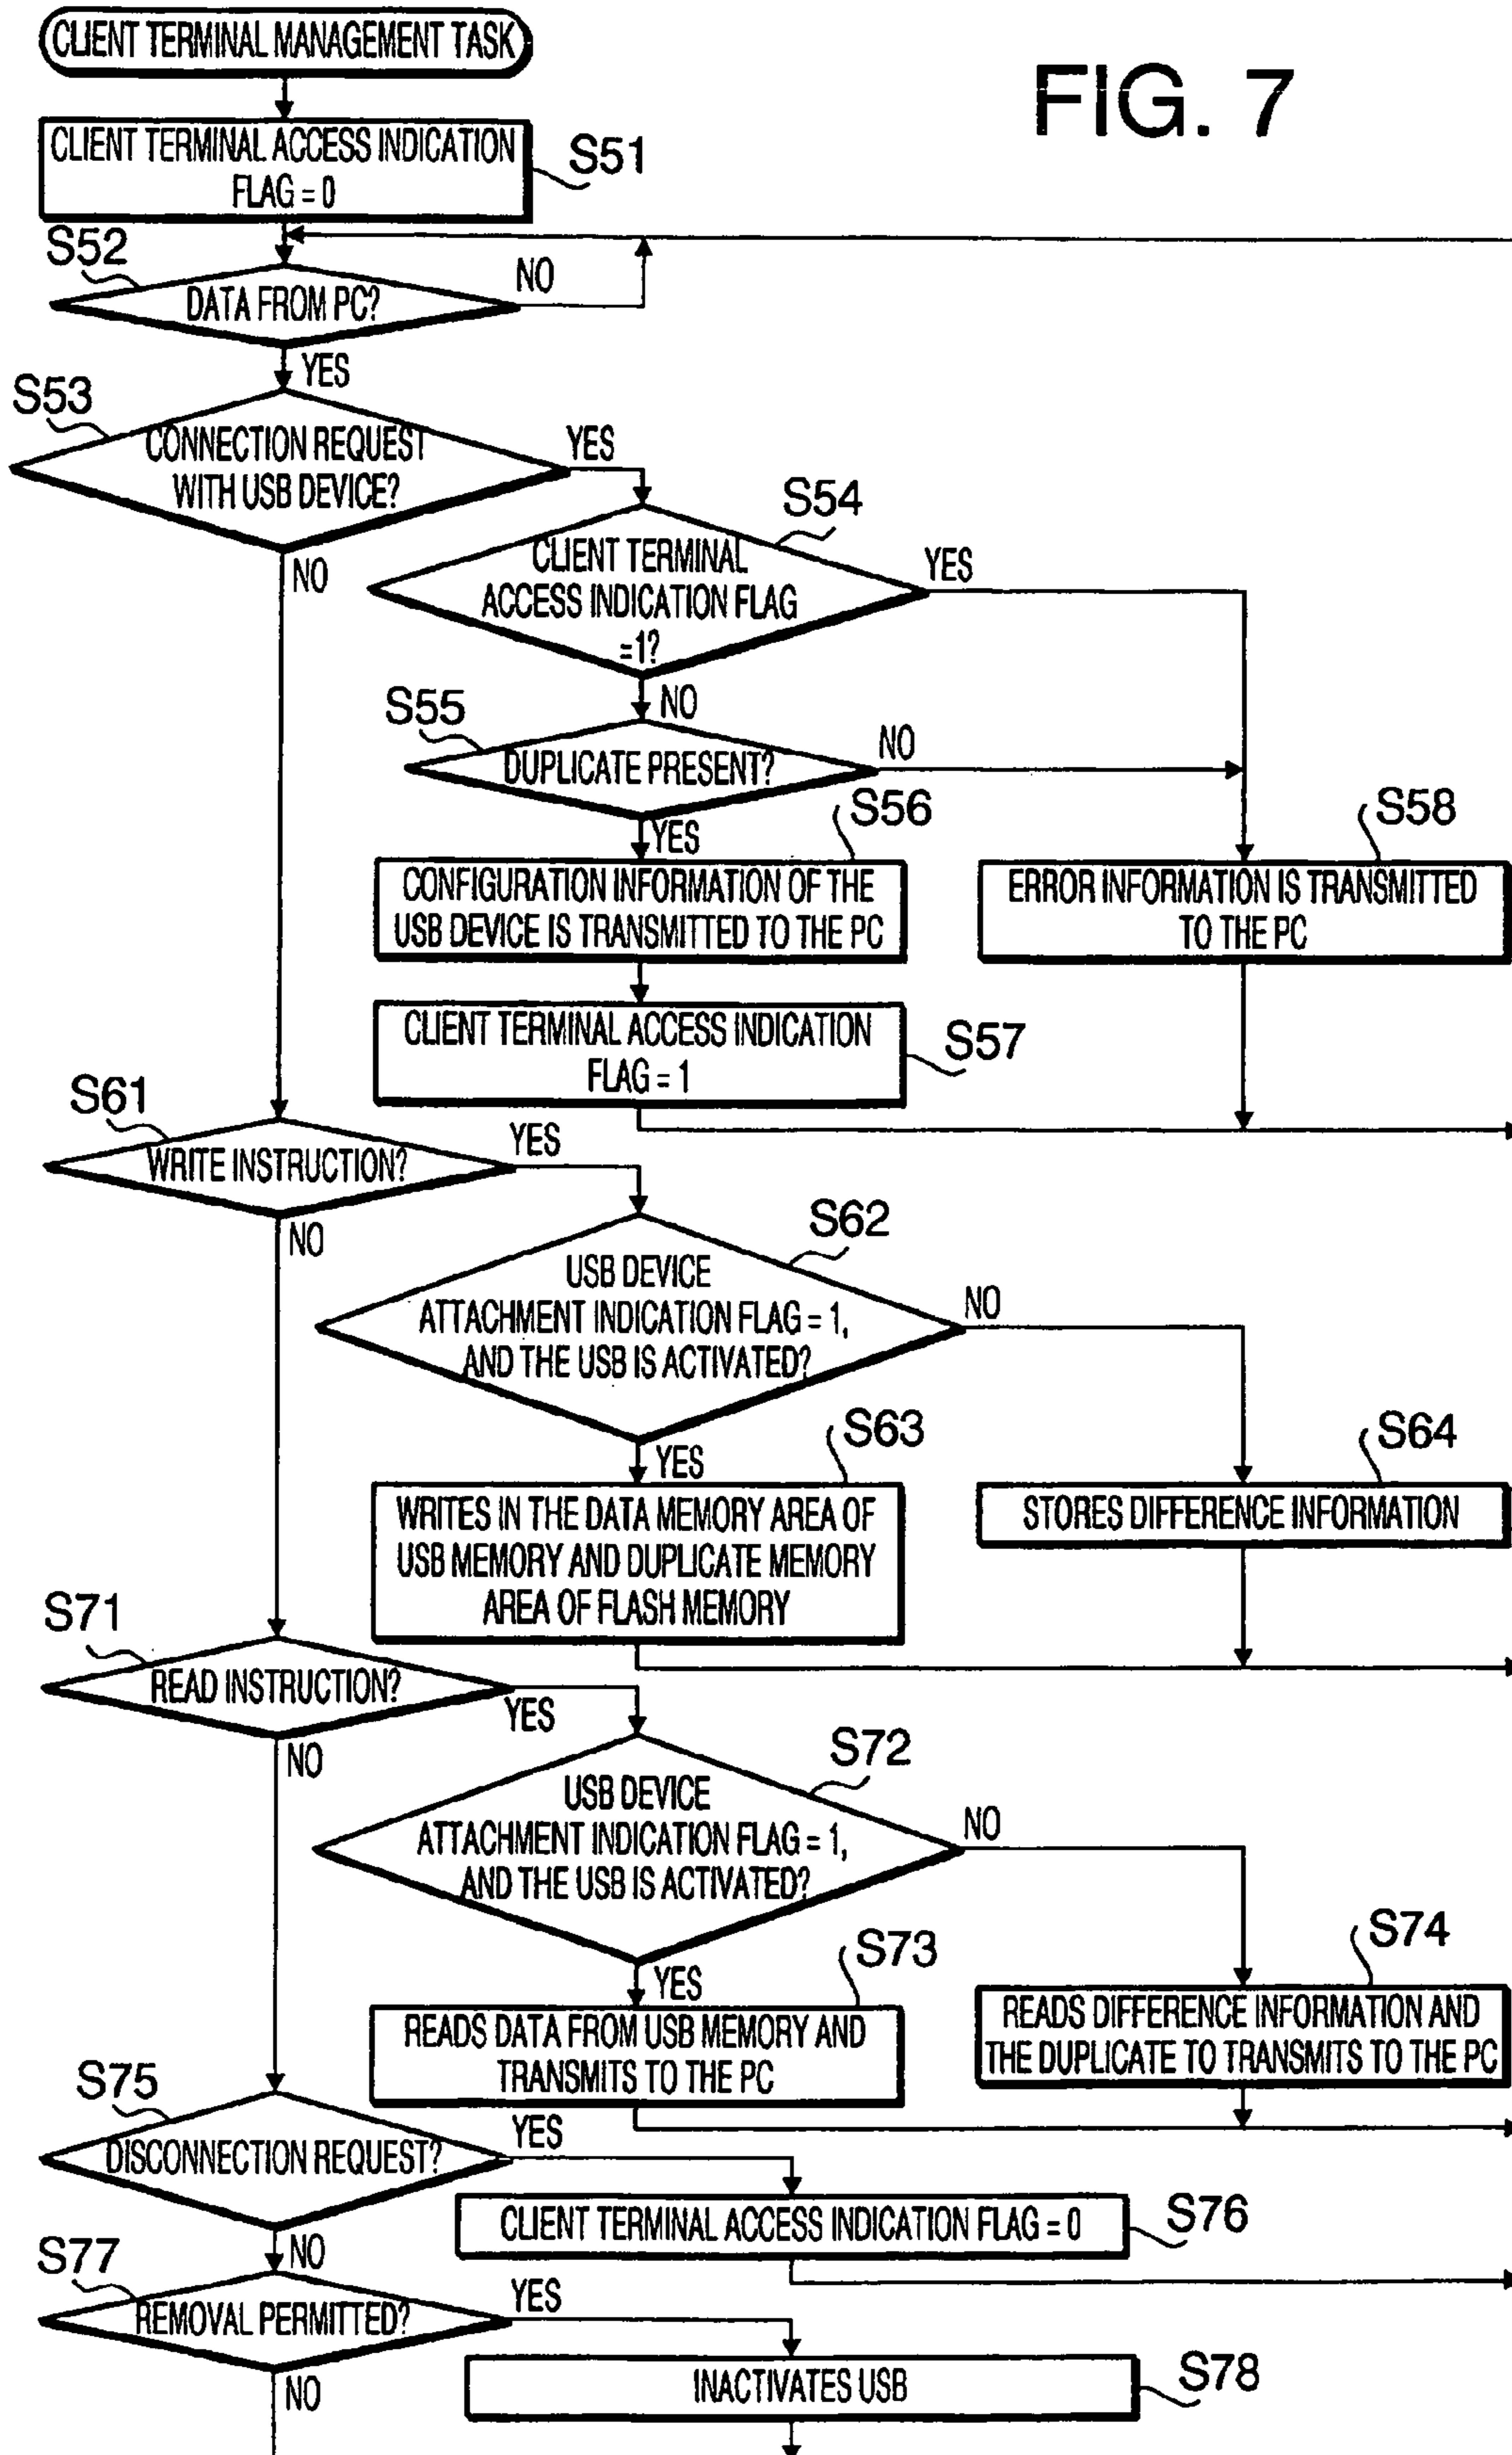 CLIENT TERMINAL MANAGEMENT TASK
FIG. 7
CLIENT TERMINAL ACCESS INDICATION
FLAG = 0
S51
S52
DATA FROM PC?
NO
YES
S53
CONNECTION REQUEST
WITH USB DEVICE?
YES
NO
S54
CLIENT TERMINAL
ACCESS INDICATION FLAG
=1?
YES
NO
S55
DUPLICATE PRESENT?
NO
YES
S56
CONFIGURATION INFORMATION OF THE
USB DEVICE IS TRANSMITTED TO THE PC
S58
ERROR INFORMATION IS TRANSMITTED
TO THE PC
CLIENT TERMINAL ACCESS INDICATION
FLAG = 1
S57
S61
WRITE INSTRUCTION?
YES
NO
S62
USB DEVICE
ATTACHMENT INDICATION FLAG = 1,
AND THE USB IS ACTIVATED?
NO
YES
S63
WRITES IN THE DATA MEMORY AREA OF
USB MEMORY AND DUPLICATE MEMORY
AREA OF FLASH MEMORY
S64
STORES DIFFERENCE INFORMATION
S71
READ INSTRUCTION?
YES
NO
S72
USB DEVICE
ATTACHMENT INDICATION FLAG = 1,
AND THE USB IS ACTIVATED?
NO
YES
S73
READS DATA FROM USB MEMORY AND
TRANSMITS TO THE PC
S74
READS DIFFERENCE INFORMATION AND
THE DUPLICATE TO TRANSMITS TO THE PC
S75
DISCONNECTION REQUEST?
YES
NO
CLIENT TERMINAL ACCESS INDICATION FLAG = 0
S76
S77
REMOVAL PERMITTED?
YES
NO
INACTIVATES USB
S78